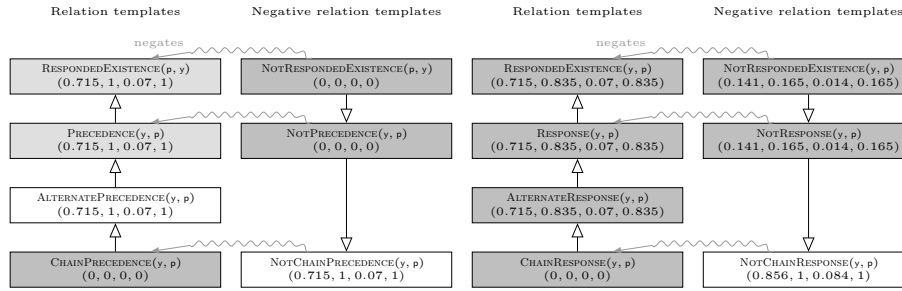 Relation templates Negative relation templates Relation templates Negative relation templates
negates negates
RESPONDEDEXISTENCE(p, y) NOTRESPONDEDEXISTENCE(p, y) RESPONDEDEXISTENCE(y, p) NOTRESPONDEDEXISTENCE(y, p)
(0.715, 1, 0.07, 1) (0, 0, 0, 0) (0.715, 0.835, 0.07, 0.835) (0.141, 0.165, 0.014, 0.165)
PRECEDENCE(y, p) NOTPRECEDENCE(y, p) RESPONSE(y, p) NOTRESPONSE(y, p)
(0.715, 1, 0.07, 1) (0, 0, 0, 0) (0.715, 0.835, 0.07, 0.835) (0.141, 0.165, 0.014, 0.165)
ALTERNATEPRECEDENCE(y, p) ALTERNATERESPONSE(y, p)
(0.715, 1, 0.07, 1) (0.715, 0.835, 0.07, 0.835)
CHAINPRECEDENCE(y, p) NOTCHAINPRECEDENCE(y, p) CHAINRESPONSE(y, p) NOTCHAINRESPONSE(y, p)
(0, 0, 0, 0) (0.715, 1, 0.07, 1) (0, 0, 0, 0) (0.856, 1, 0.084, 1)